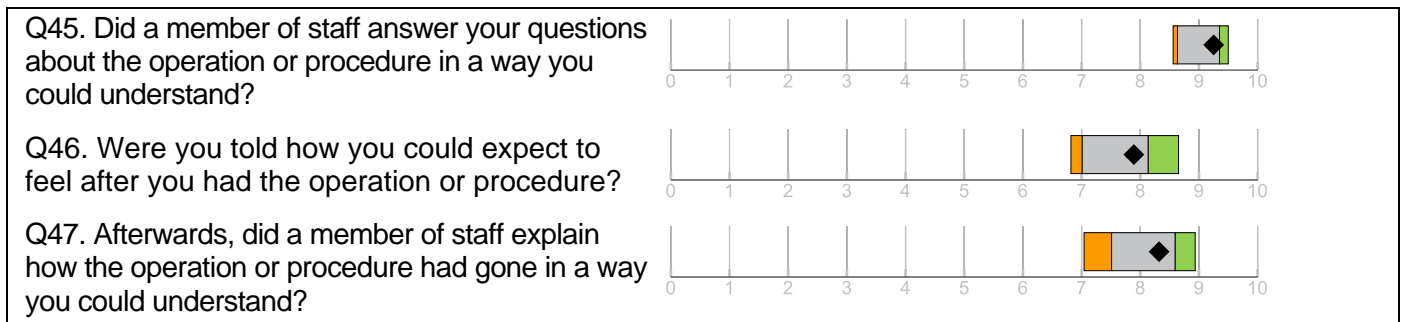 Q45. Did a member of staff answer your questions
about the operation or procedure in a way you
could understand?
0 1 2 3 4 5 6 7 8 9 10
Q46. Were you told how you could expect to
feel after you had the operation or procedure?
0 1 2 3 4 5 6 7 8 9 10
Q47. Afterwards, did a member of staff explain
how the operation or procedure had gone in a way
you could understand?
0 1 2 3 4 5 6 7 8 9 10